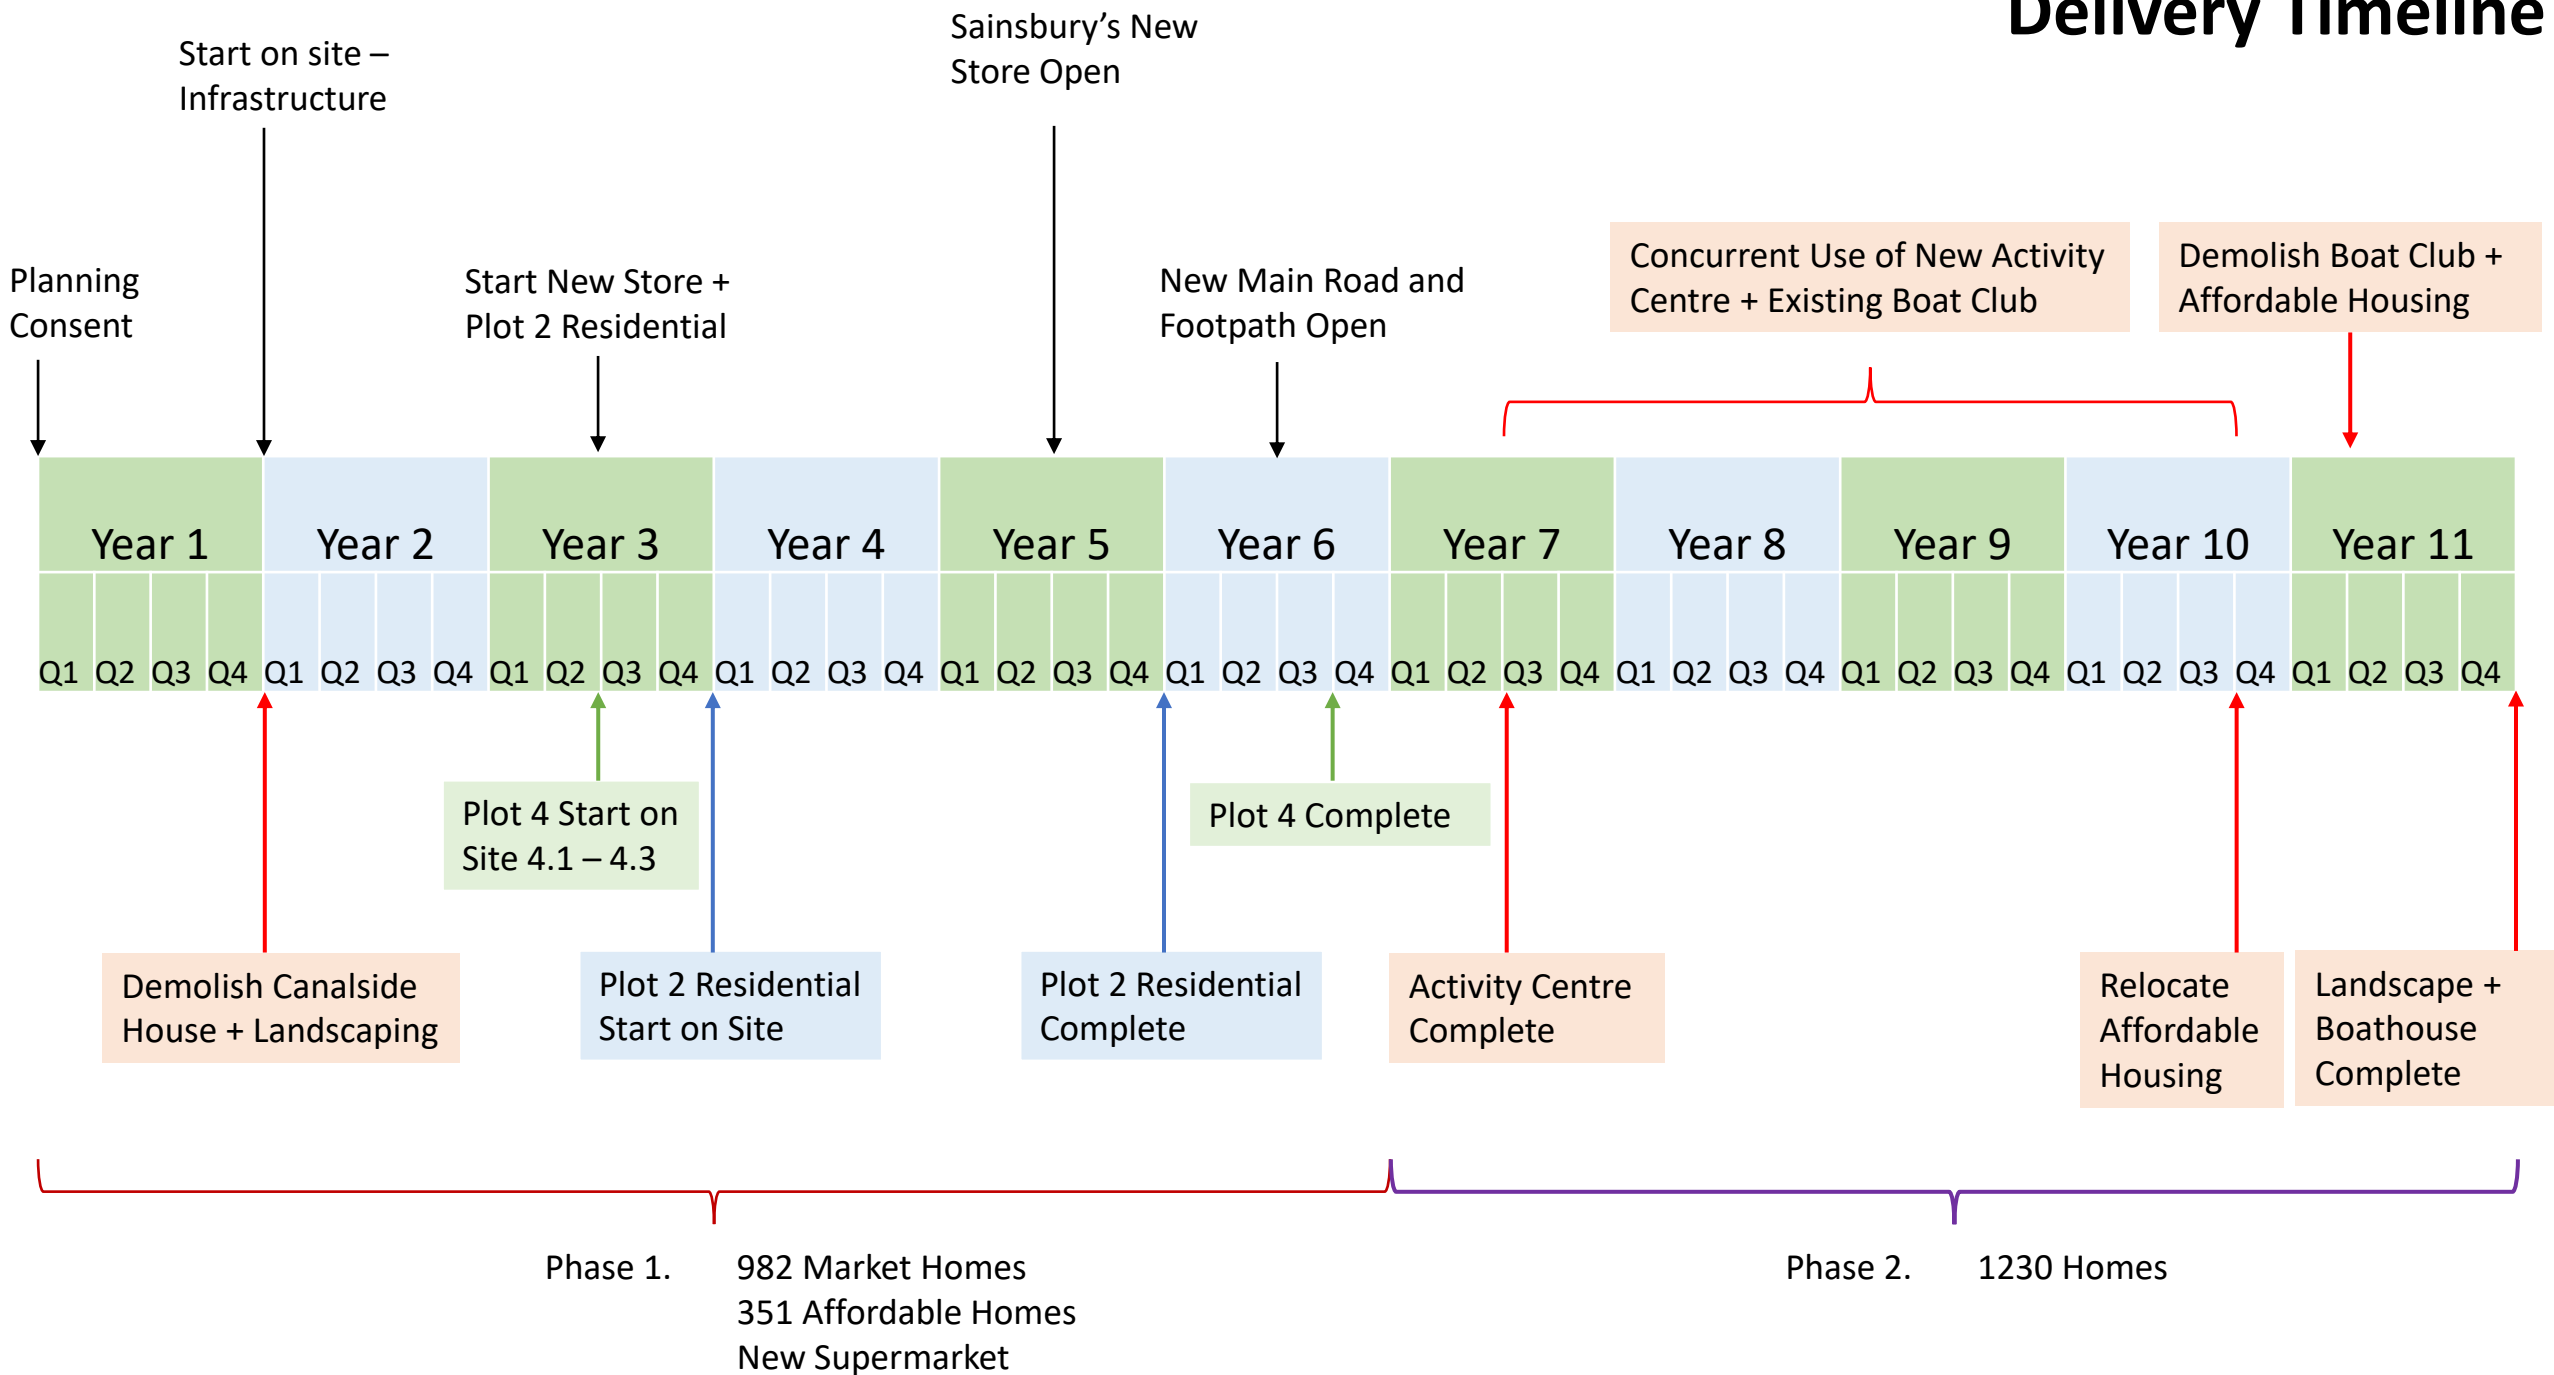 Delivery Timeline
Start on site –
Infrastructure
Sainsbury's New
Store Open
Planning
Consent
Start New Store +
Plot 2 Residential
New Main Road and
Footpath Open
Concurrent Use of New Activity
Centre + Existing Boat Club
Demolish Boat Club +
Affordable Housing
Year 1 Year 2 Year 3 Year 4 Year 5 Year 6 Year 7 Year 8 Year 9 Year 10 Year 11
Q1 Q2 Q3 Q4 Q1 Q2 Q3 Q4 Q1 Q2 Q3 Q4 Q1 Q2 Q3 Q4 Q1 Q2 Q3 Q4 Q1 Q2 Q3 Q4 Q1 Q2 Q3 Q4 Q1 Q2 Q3 Q4 Q1 Q2 Q3 Q4 Q1 Q2 Q3 Q4 Q1 Q2 Q3 Q4
Plot 4 Start on
Site 4.1 – 4.3
Plot 4 Complete
Demolish Canalside
House + Landscaping
Plot 2 Residential
Start on Site
Plot 2 Residential
Complete
Activity Centre
Complete
Relocate
Affordable
Housing
Landscape +
Boathouse
Complete
Phase 1. 982 Market Homes
351 Affordable Homes
New Supermarket
Phase 2. 1230 Homes